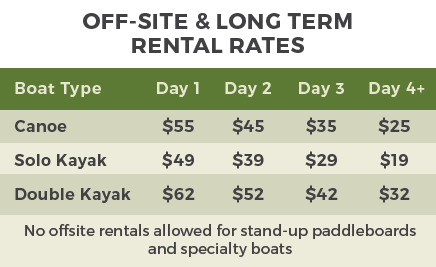 OFF-SITE & LONG TERM
RENTAL RATES
Boat Type Day 1 Day 2 Day 3 Day 4+
Canoe $55 $45 $35 $25
Solo Kayak $49 $39 $29 $19
Double Kayak $62 $52 $42 $32
No offsite rentals allowed for stand-up paddleboards
and specialty boats